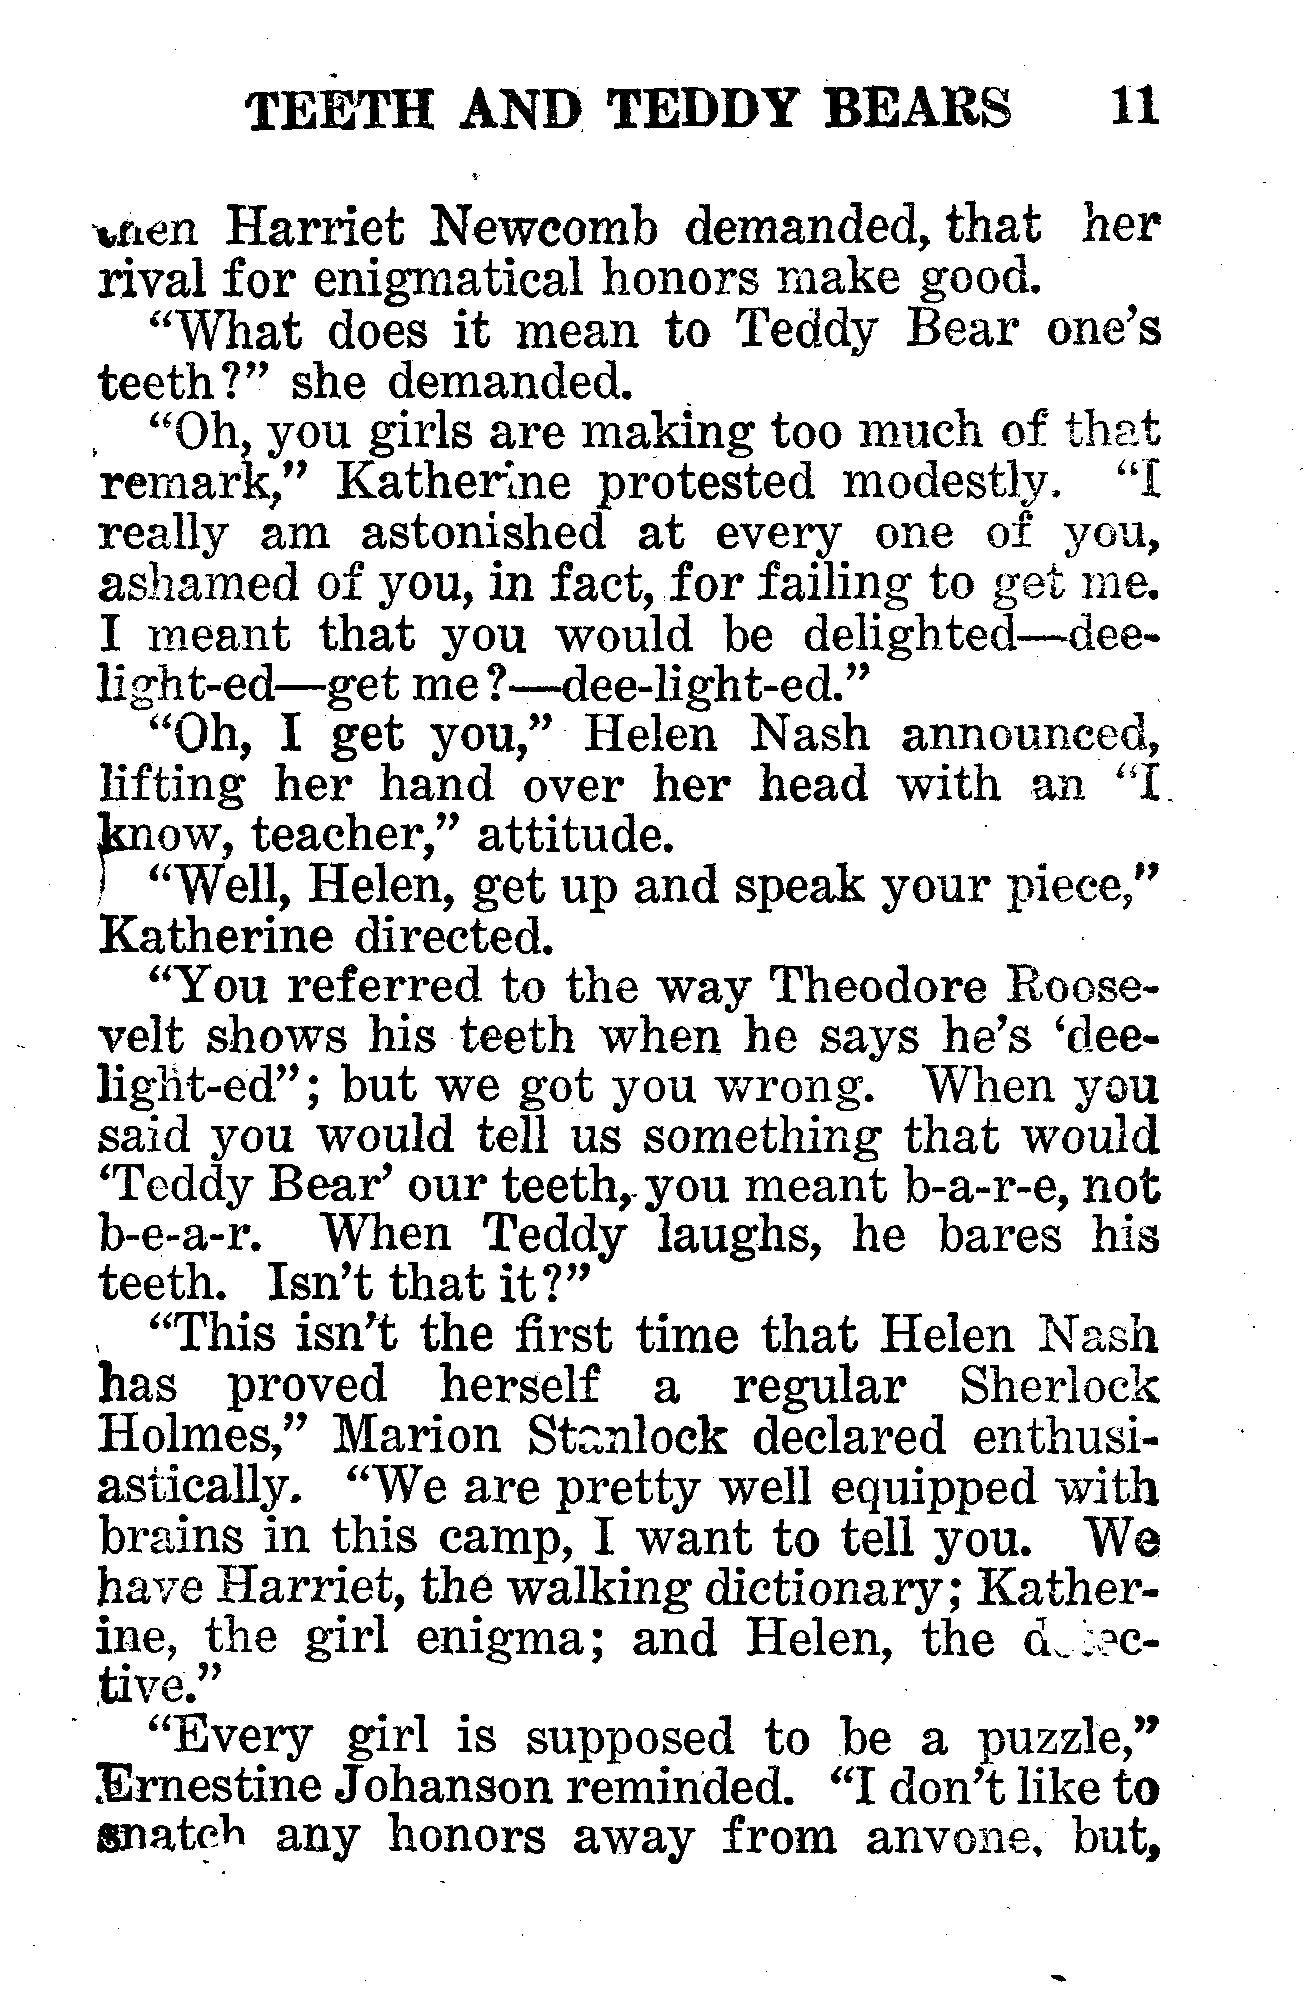 TEETH AND TEDDY BEARS 11
then Harriet Newcomb demanded, that her
rival for enigmatical honors make good.
“What does it mean to Teddy Bear one’s
teeth?” she demanded.
“Oh, you girls are making too much of that
remark,” Katherine protested modestly. “I
really am astonished at every one of you,
ashamed of you, in fact, for failing to get me.
I meant that you would be delighted—dee-
light-ed—get me?—dee-light-ed.”
“Oh, I get you,” Helen Nash announced,
lifting her hand over her head with an “I
know, teacher,” attitude.
“Well, Helen, get up and speak your piece,”
Katherine directed.
“You referred to the way Theodore Roose-
velt shows his teeth when he says he’s ‘dee-
light-ed”; but we got you wrong. When you
said you would tell us something that would
‘Teddy Bear’ our teeth, you meant b-a-r-e, not
b-e-a-r. When Teddy laughs, he bares his
teeth. Isn’t that it?”
“This isn’t the first time that Helen Nash
has proved herself a regular Sherlock
Holmes,” Marion Stanlock declared enthusi-
astically. “We are pretty well equipped with
brains in this camp, I want to tell you. We
have Harriet, the walking dictionary; Kather-
ine, the girl enigma; and Helen, the detec-
tive.”
“Every girl is supposed to be a puzzle,”
Ernestine Johanson reminded. “I don’t like to
snatch any honors away from anyone, but,